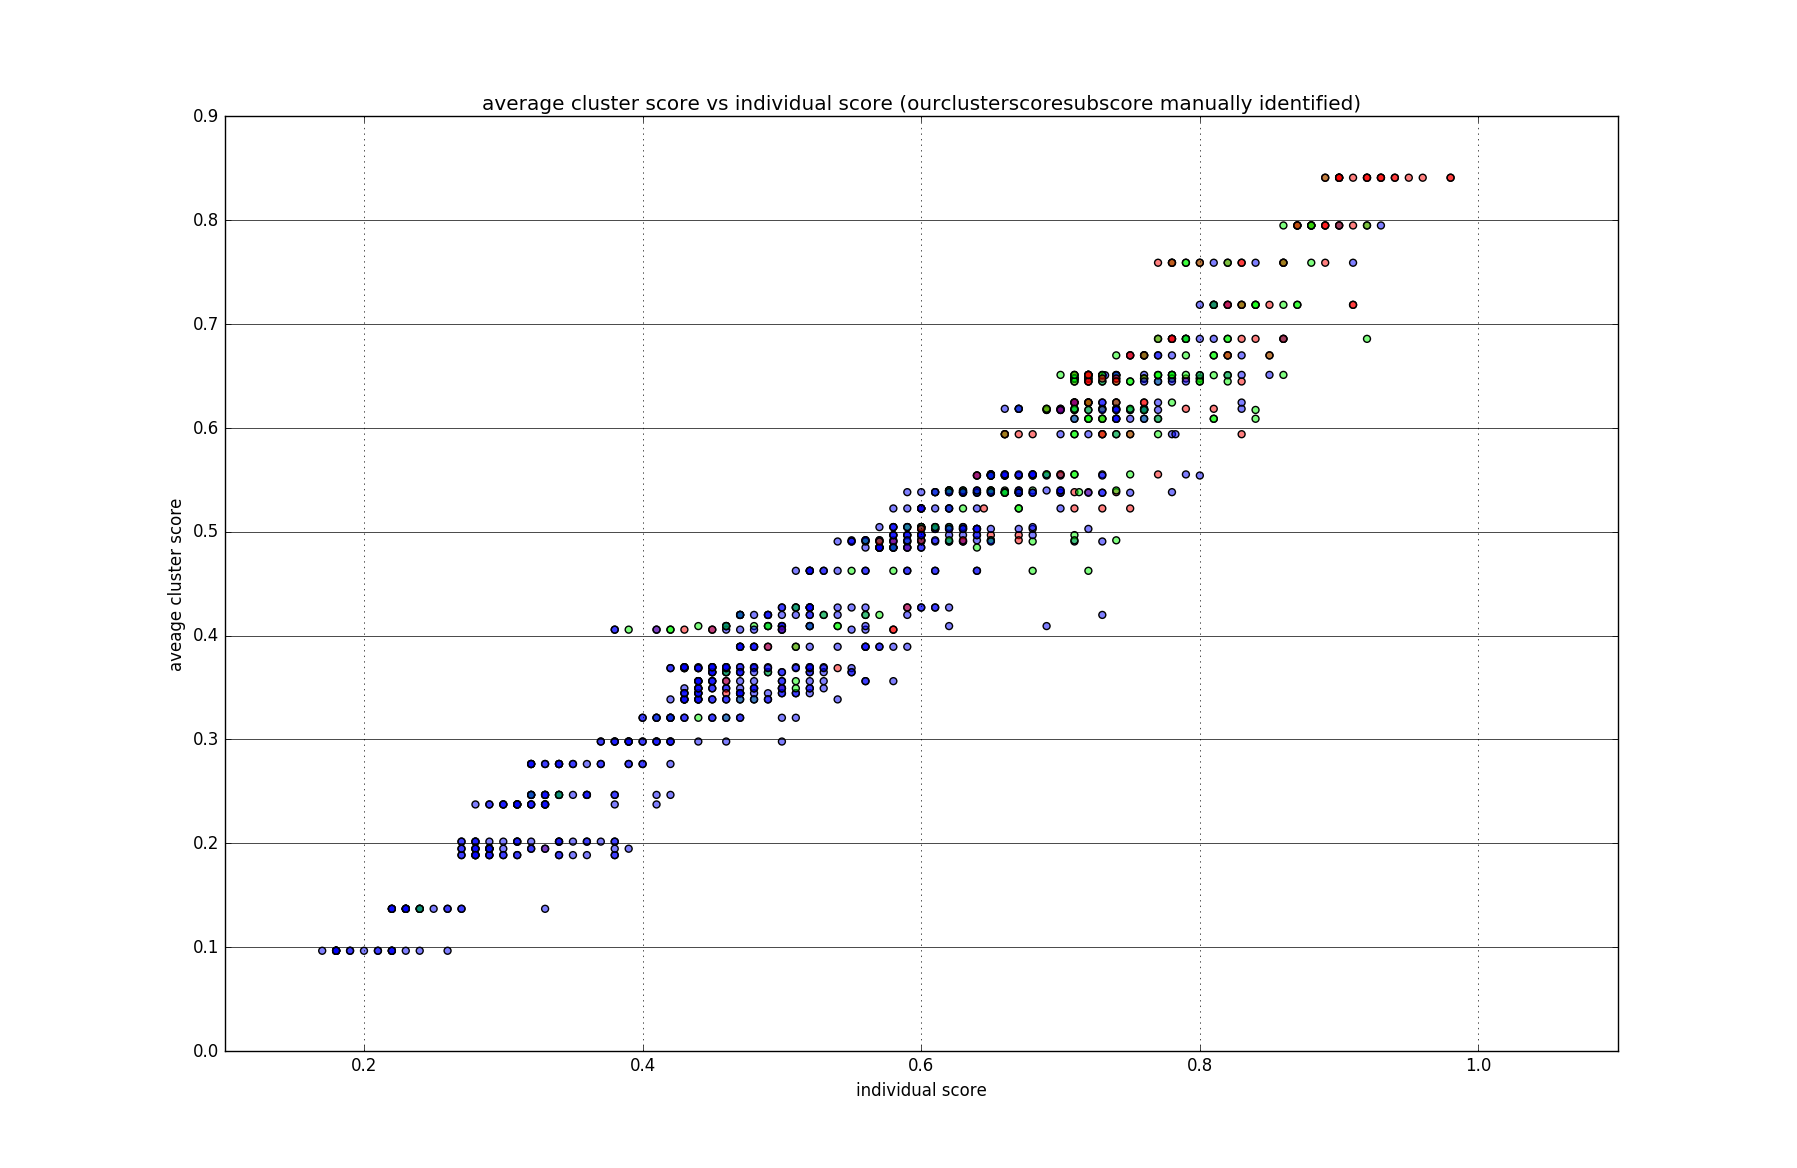 average cluster score vs individual score (ourclusterscoresubscore manually identified)
0.9
0.8
0.7
0.6
0.5
0.4
0.3
0.2
0.1
0.0
aveage cluster score
0.2 0.4 0.6 0.8 1.0
individual score